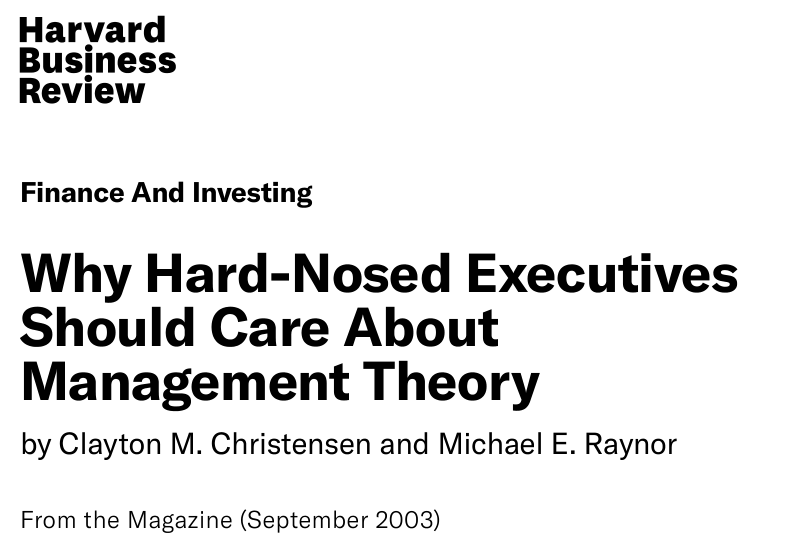 Harvard
Business
Review
Finance And Investing
Why Hard-Nosed Executives
Should Care About
Management Theory
by Clayton M. Christensen and Michael E. Raynor
From the Magazine (September 2003)